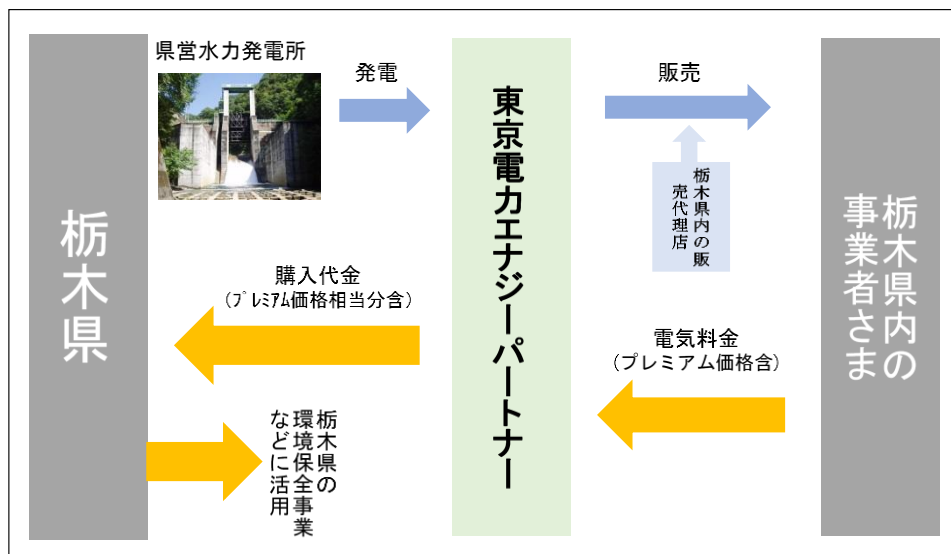 県営水力発電所
発電
販売
栃木県
東京電力エナジーパートナー
栃木県内の販
売代理店
栃木県内の
事業者さま
購入代金
(ﾌﾟﾚﾐｱﾑ価格相当分含)
電気料金
(プレミアム価格含)
栃木県の
環境保全事業
などに活用